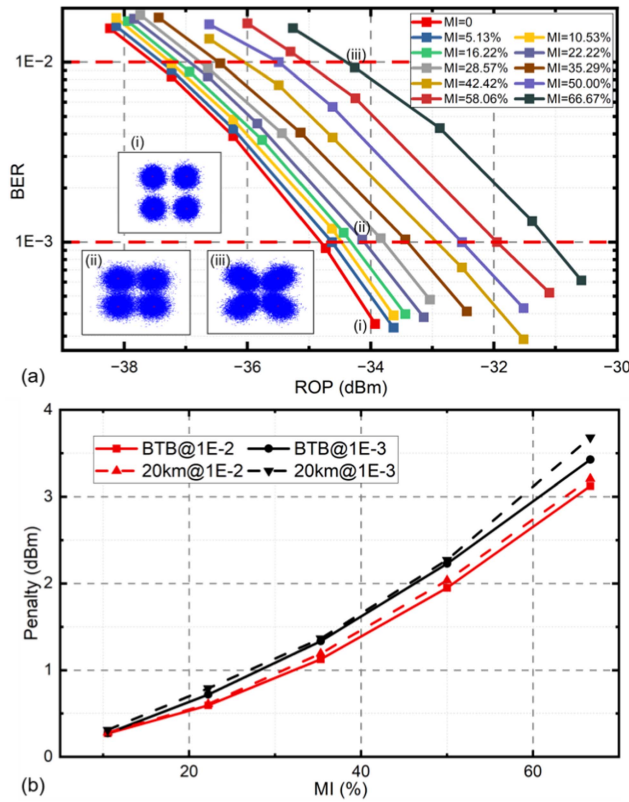 1E−2
(iii)
MI=0 MI=5.13% MI=10.53%
MI=16.22% MI=22.22%
MI=28.57% MI=35.29%
MI=42.42% MI=50.00%
MI=58.06% MI=66.67%
BER
(i)
1E−3
(ii)
(ii) (iii)
(i)
−38 −36 −34 −32 −30
(a) ROP (dBm)
4
BTB@1E-2 BTB@1E-3
20km@1E-2 20km@1E-3
3
Penalty (dBm)
2
1
0
20 40 60
(b) MI (%)